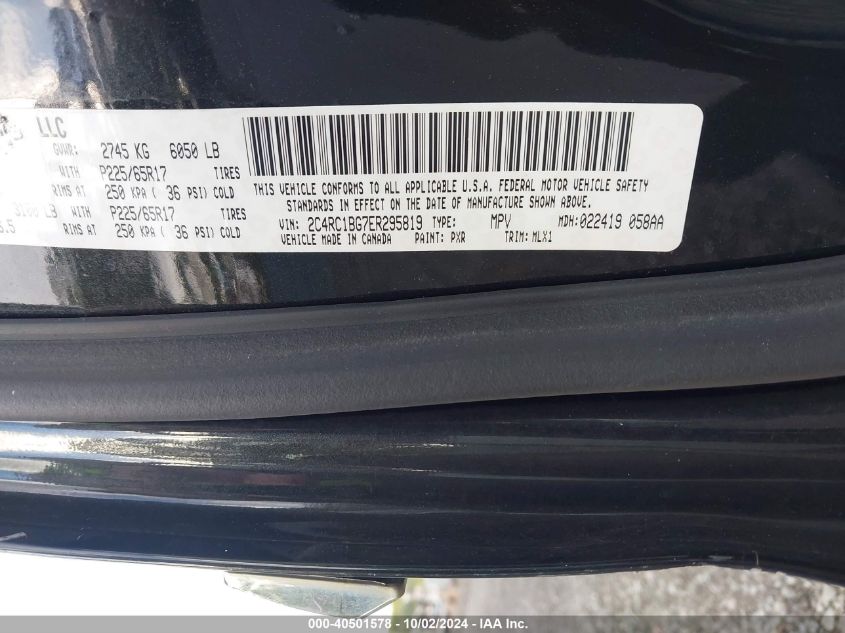 LLC
GVWR: 2745 KG 6050 LB
WITH P225/65R17 TIRES
RIMS AT 250 KPA ( 36 PSI) COLD
LB WITH P225/65R17 TIRES
RIMS AT 250 KPA ( 36 PSI) COLD
THIS VEHICLE CONFORMS TO ALL APPLICABLE U.S.A. FEDERAL MOTOR VEHICLE SAFETY
STANDARDS IN EFFECT ON THE DATE OF MANUFACTURE SHOWN ABOVE.
VIN: 2C4RC1BG7ER295819 TYPE: MPV MDH:022419 058AA
VEHICLE MADE IN CANADA PAINT: PXR TRIM: MLX1
000-40501578 - 10/02/2024 - IAA Inc.